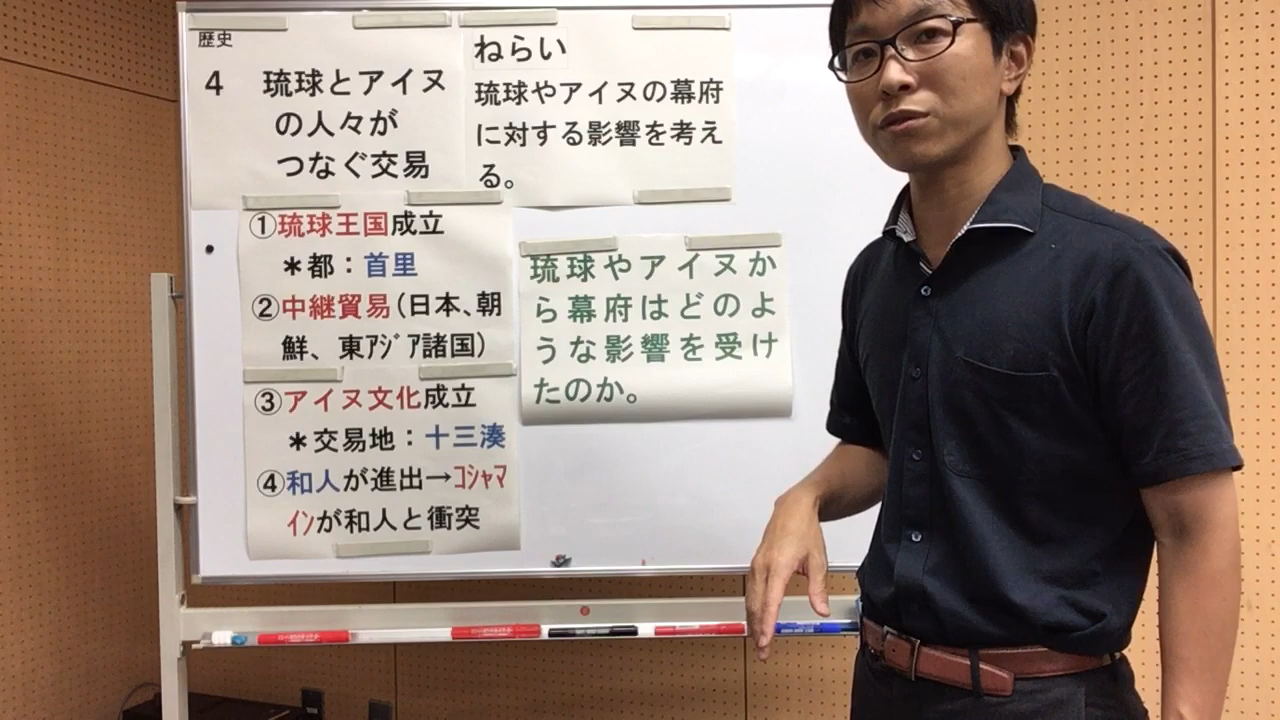 歴史
4 琉球とアイヌ
の人々が
つなぐ交易
ねらい
琉球やアイヌの幕府
に対する影響を考え
る。
①琉球王国成立
＊都：首里
②中継貿易(日本､朝
鮮、東ｱｼﾞｱ諸国)
③アイヌ文化成立
＊交易地：十三湊
④和人が進出→ｺｼｬﾏ
ｲﾝが和人と衝突
琉球やアイヌか
ら幕府はどのよ
うな影響を受け
たのか。